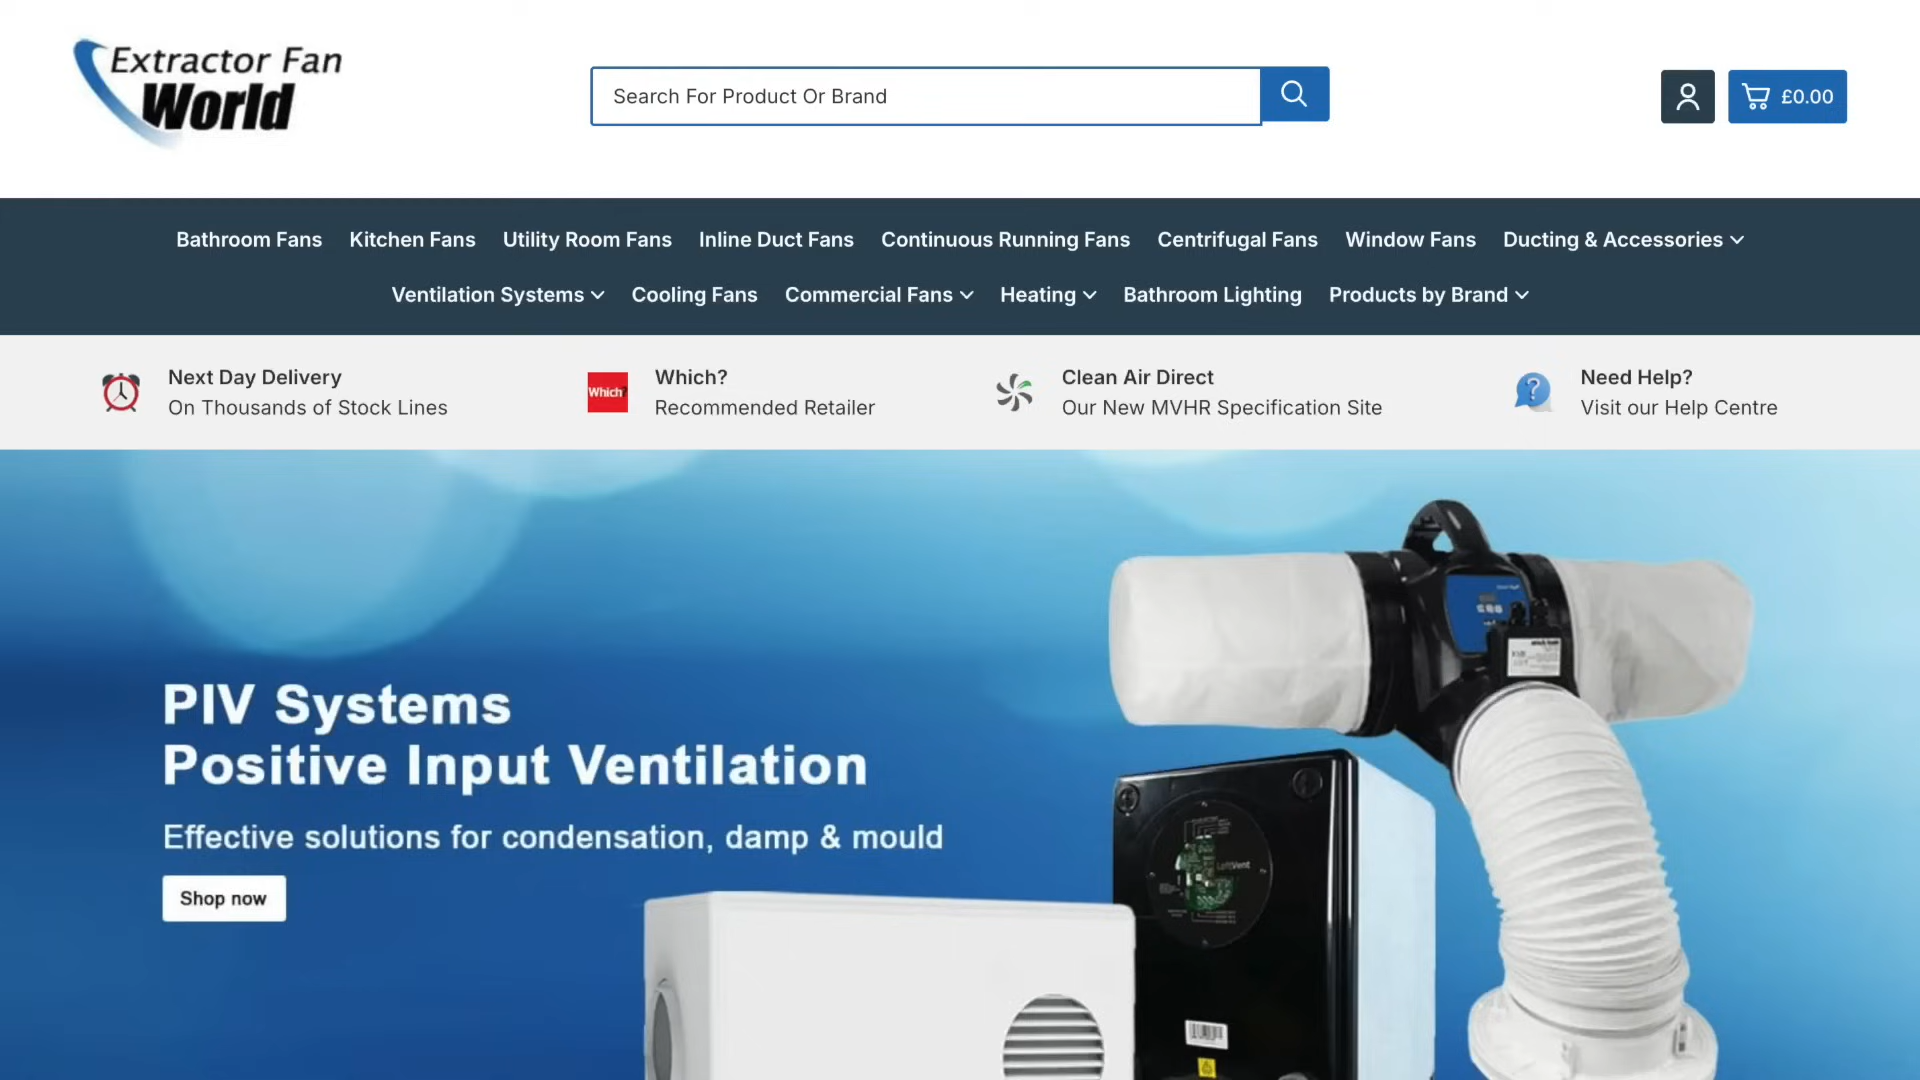 Extractor Fan
World
Search For Product Or Brand
£0.00
Bathroom Fans Kitchen Fans Utility Room Fans Inline Duct Fans Continuous Running Fans Centrifugal Fans Window Fans Ducting & Accessories
Ventilation Systems Cooling Fans Commercial Fans Heating Bathroom Lighting Products by Brand
Next Day Delivery
On Thousands of Stock Lines
Which?
Which?
Recommended Retailer
Clean Air Direct
Our New MVHR Specification Site
Need Help?
Visit our Help Centre
PIV Systems
Positive Input Ventilation
Effective solutions for condensation, damp & mould
Shop now
LoftVent